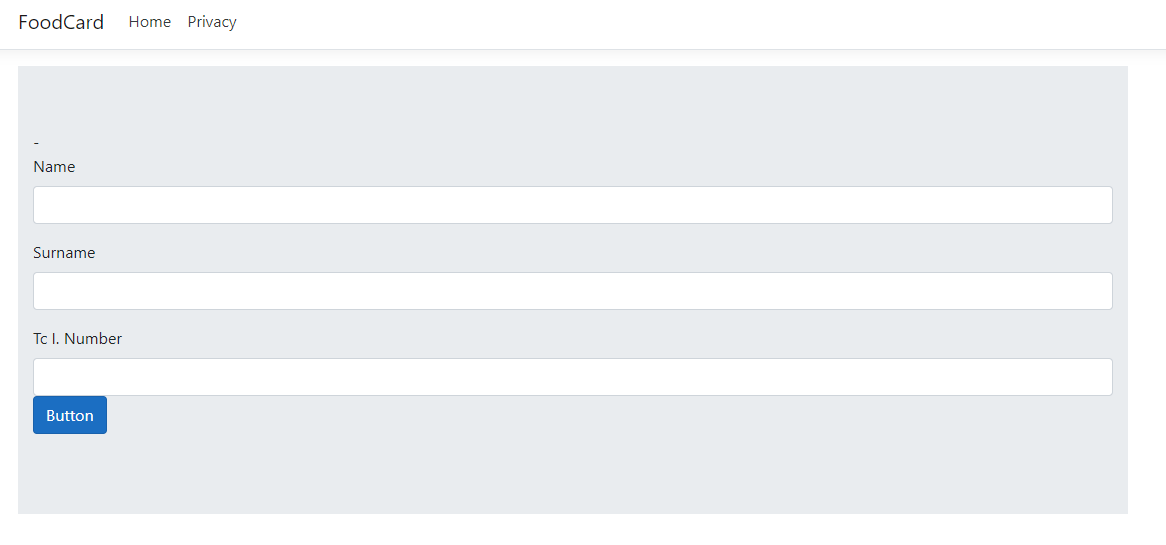 FoodCard Home Privacy
-
Name
Surname
Tc I. Number
Button